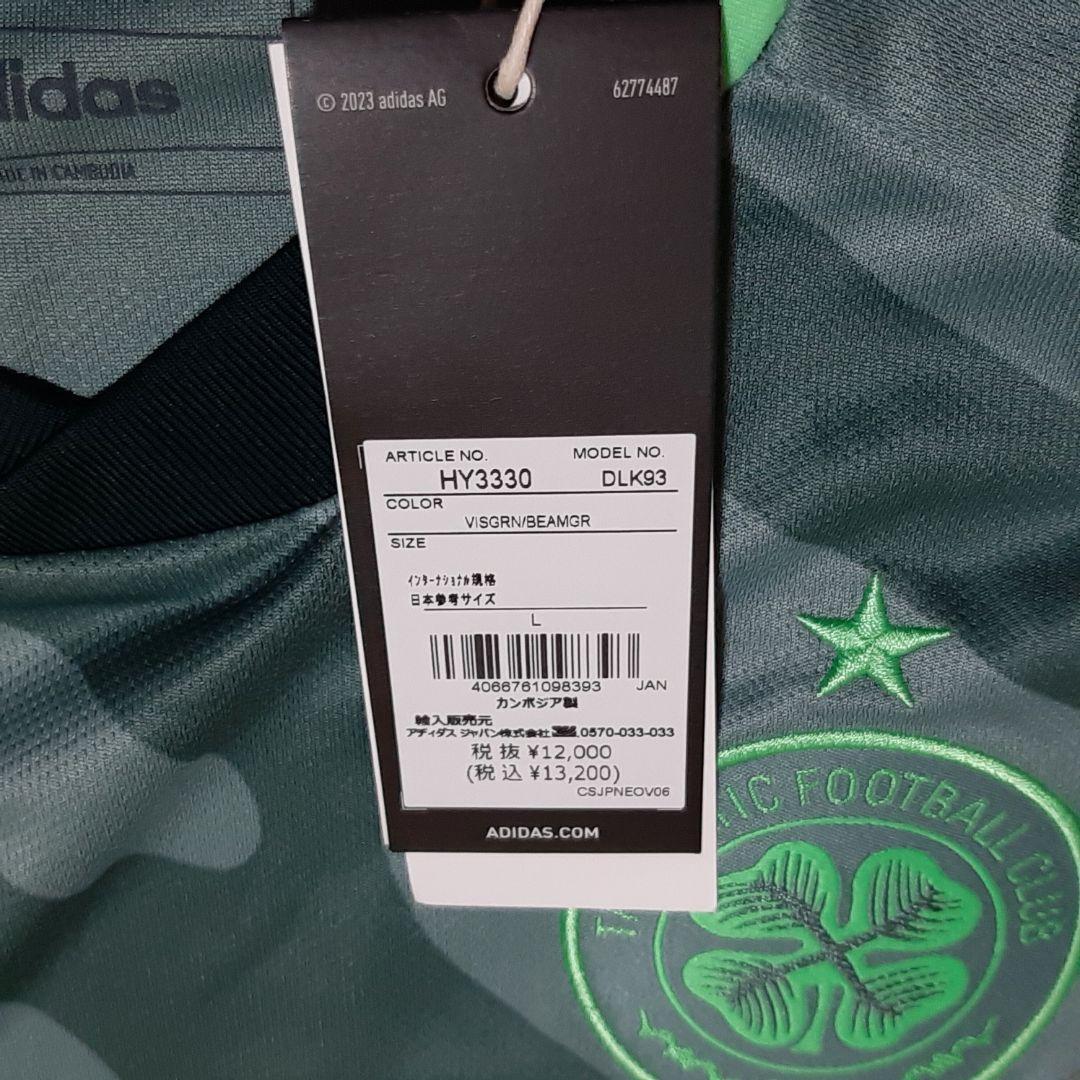 adidas
MADE IN CAMBODIA
© 2023 adidas AG
62774487
ARTICLE NO.
MODEL NO.
HY3330
DLK93
COLOR
VISGRN/BEAMGR
SIZE
インターナショナル規格
日本参考サイズ
L
4066761098393 JAN
カンボジア製
輸入販売元
アディダス ジャパン株式会社 0570-033-033
税抜 ¥12,000
(税込 ¥13,200)
CSJPNEOV06
ADIDAS.COM
TIC FOOTBALL CLUB